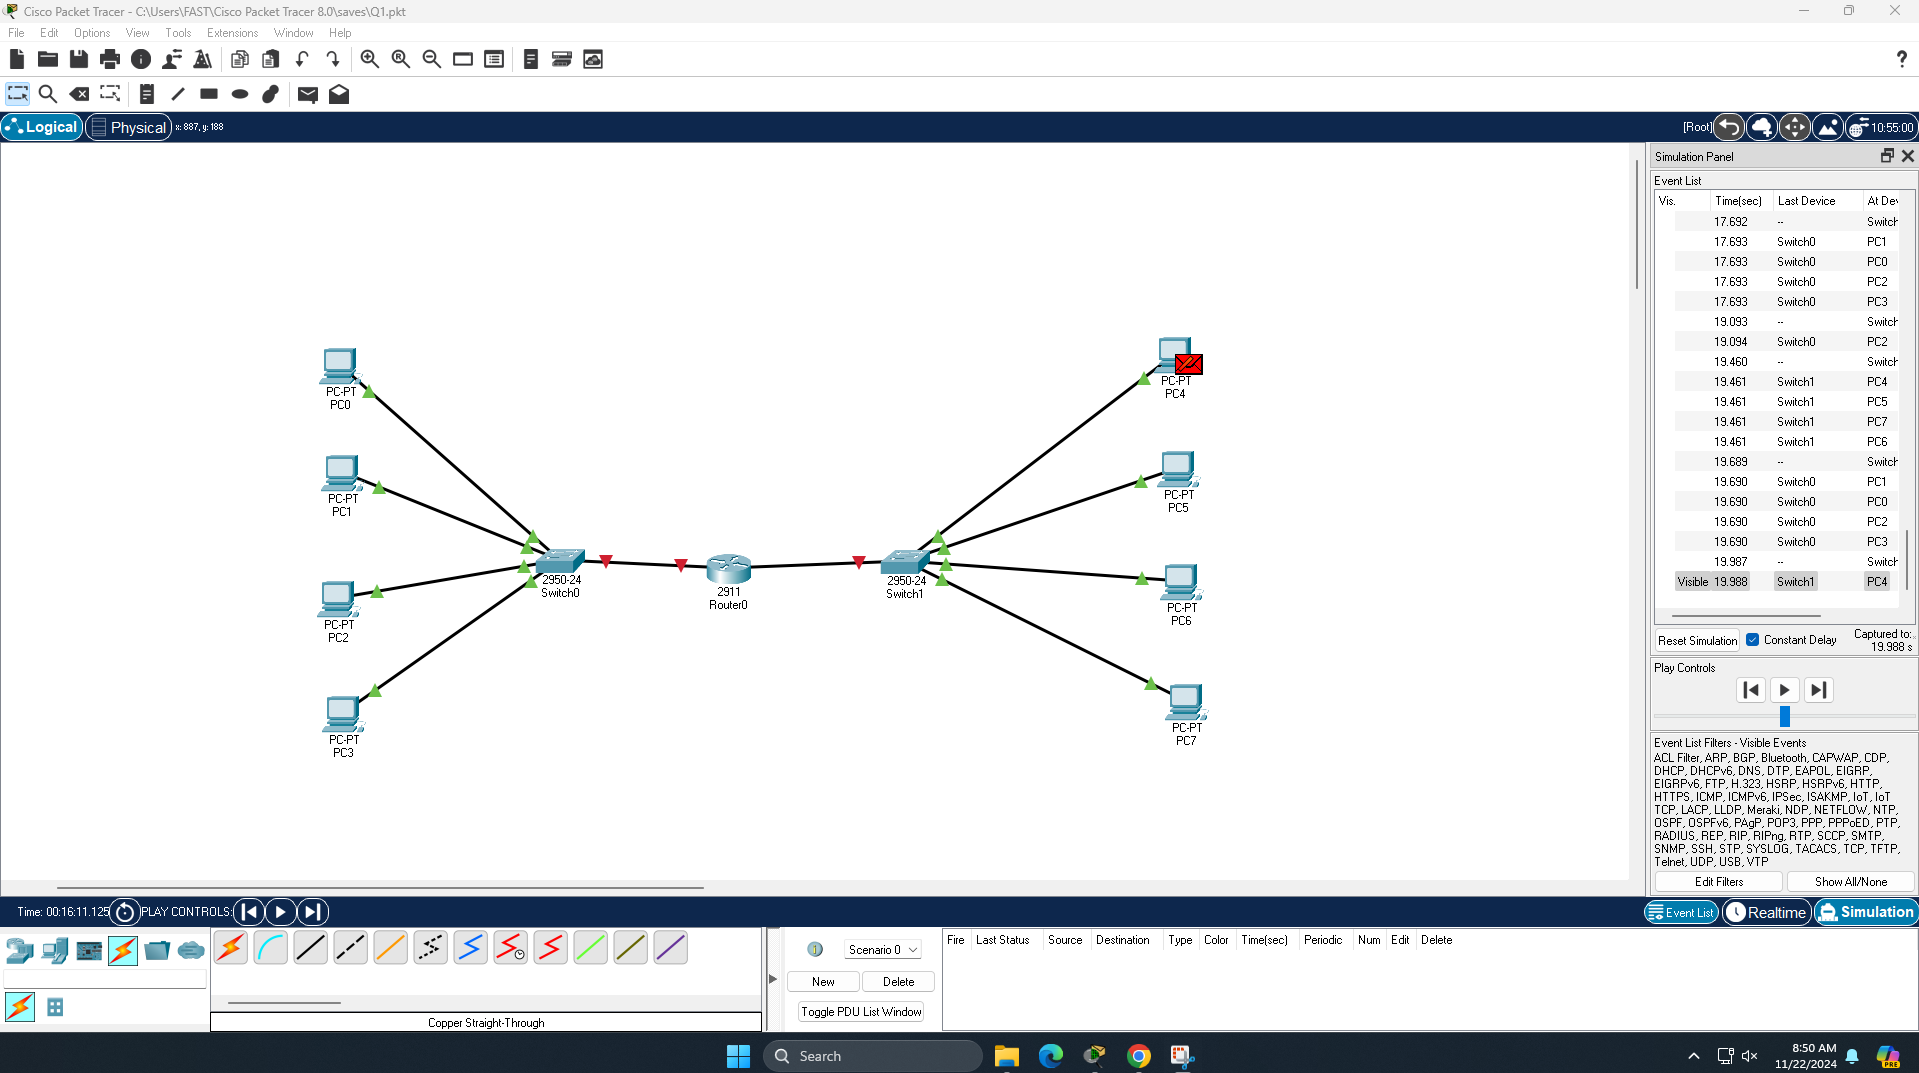 Cisco Packet Tracer - C:\Users\FAST\Cisco Packet Tracer 8.0\saves\Q1.pkt
File Edit Options View Tools Extensions Window Help
?
Logical Physical x: 887, y: 188 [Root] 10:55:00
Simulation Panel
Event List
Vis. Time(sec) Last Device At Dev
17.692 -- Switch
17.693 Switch0 PC1
17.693 Switch0 PC0
17.693 Switch0 PC2
17.693 Switch0 PC3
19.093 -- Switch
19.094 Switch0 PC2
19.460 -- Switch
19.461 Switch1 PC4
19.461 Switch1 PC5
19.461 Switch1 PC7
19.461 Switch1 PC6
19.689 -- Switch
19.690 Switch0 PC1
19.690 Switch0 PC0
19.690 Switch0 PC2
19.690 Switch0 PC3
19.987 -- Switch
Visible 19.988 Switch1 PC4
Reset Simulation Constant Delay Captured to:
19.988 s
Play Controls
Event List Filters - Visible Events
ACL Filter, ARP, BGP, Bluetooth, CAPWAP, CDP,
DHCP, DHCPv6, DNS, DTP, EAPOL, EIGRP,
EIGRPv6, FTP, H.323, HSRP, HSRPv6, HTTP,
HTTPS, ICMP, ICMPv6, IPSec, ISAKMP, IoT, IoT
TCP, LACP, LLDP, Meraki, NDP, NETFLOW, NTP,
OSPF, OSPFv6, PAgP, POP3, PPP, PPPoED, PTP,
RADIUS, REP, RIP, RIPng, RTP, SCCP, SMTP,
SNMP, SSH, STP, SYSLOG, TACACS, TCP, TFTP,
Telnet, UDP, USB, VTP
Edit Filters Show All/None
PC-PT
PC0
PC-PT
PC1
PC-PT
PC2
PC-PT
PC3
2950-24
Switch0
2911
Router0
2950-24
Switch1
PC-PT
PC4
PC-PT
PC5
PC-PT
PC6
PC-PT
PC7
Time: 00:16:11.125 PLAY CONTROLS: Event List Realtime Simulation
Scenario 0
New Delete
Toggle PDU List Window
Fire Last Status Source Destination Type Color Time(sec) Periodic Num Edit Delete
Copper Straight-Through
Search
8:50 AM
11/22/2024
PRE